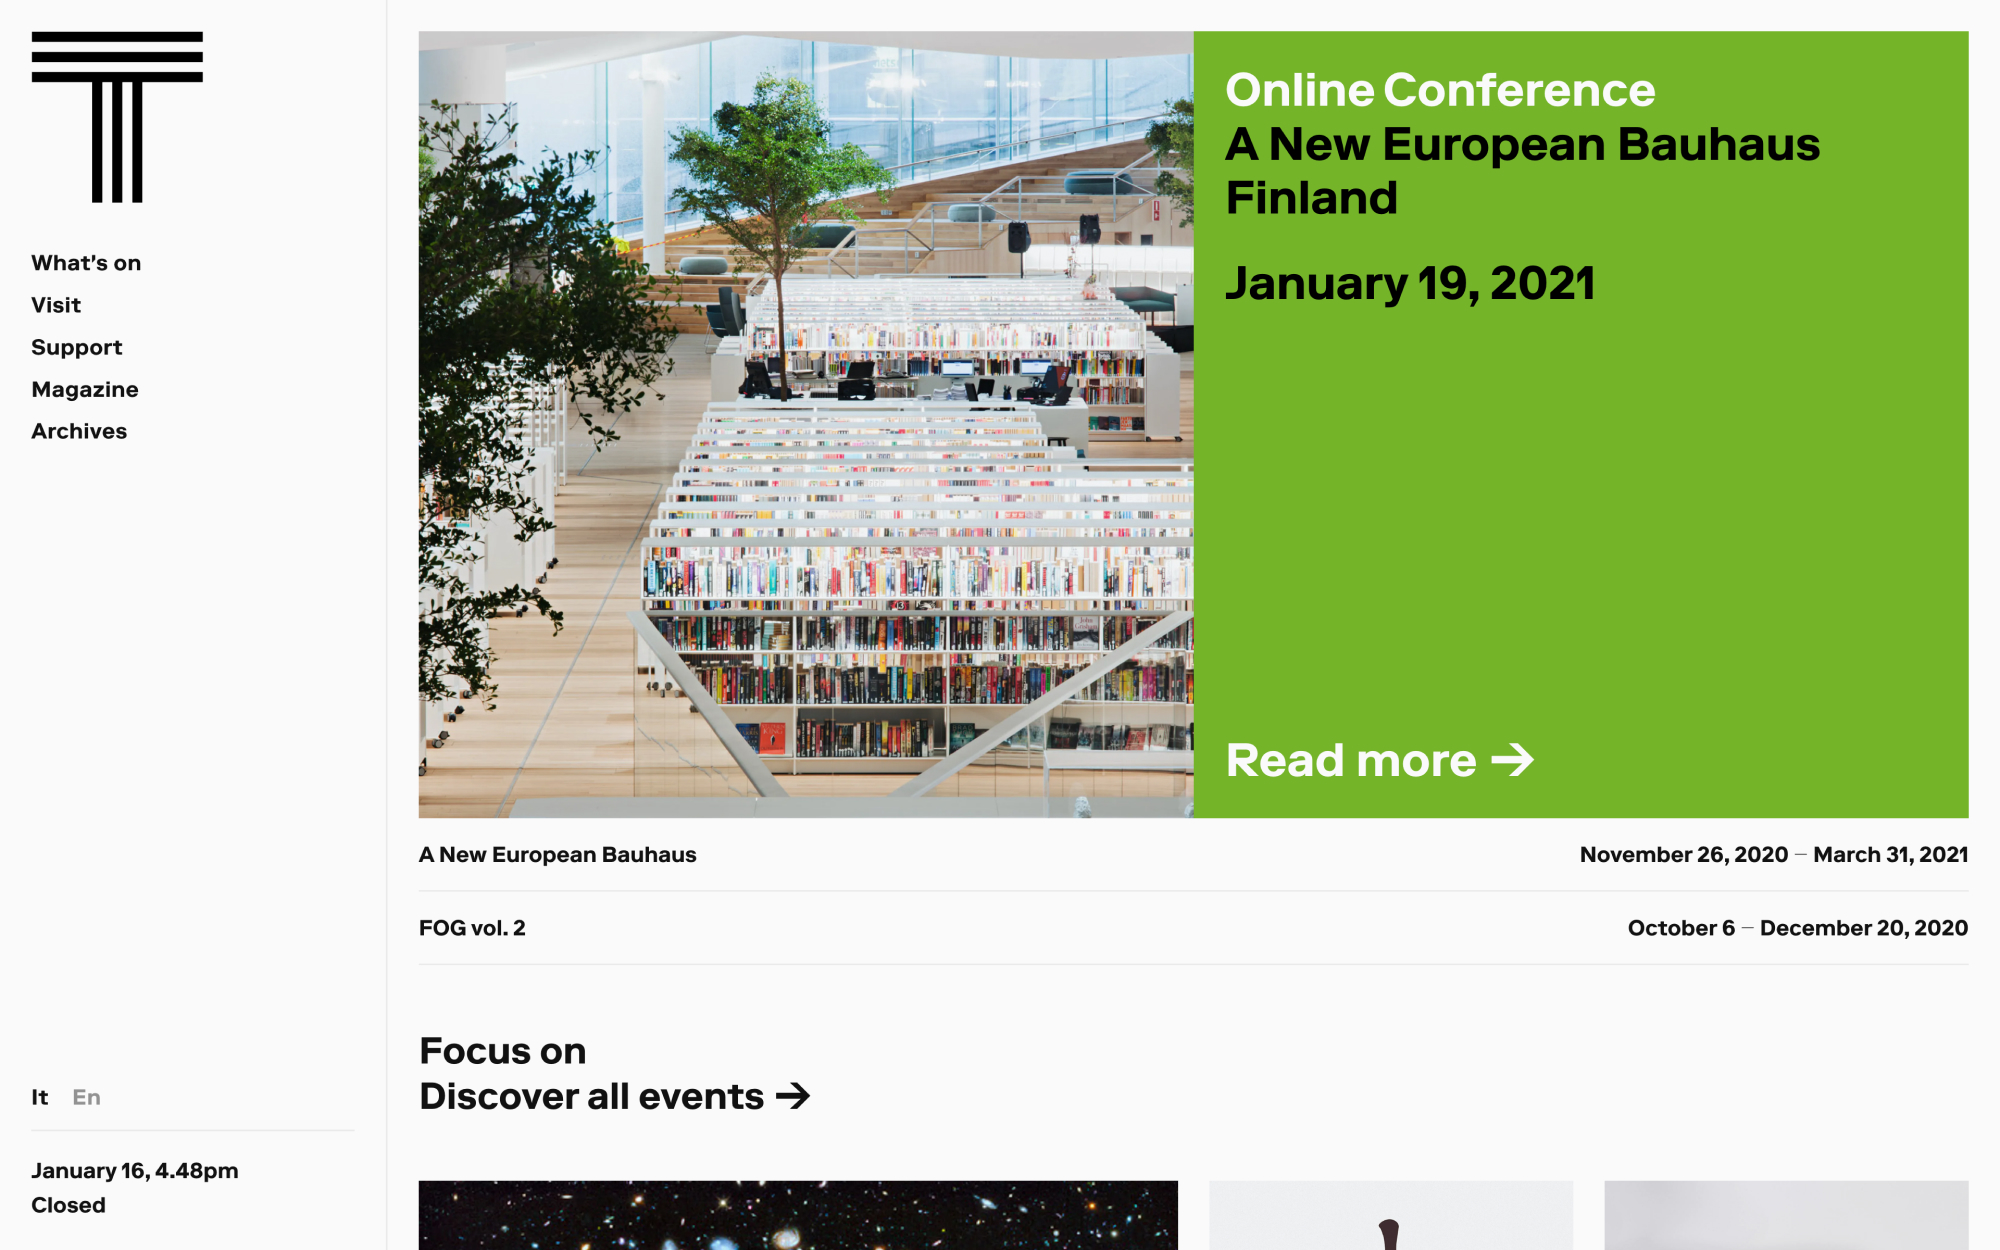 What's on
Visit
Support
Magazine
Archives
It En
January 16, 4.48pm
Closed
Online Conference
A New European Bauhaus
Finland
January 19, 2021
Read more →
A New European Bauhaus
November 26, 2020 – March 31, 2021
FOG vol. 2
October 6 – December 20, 2020
Focus on
Discover all events →